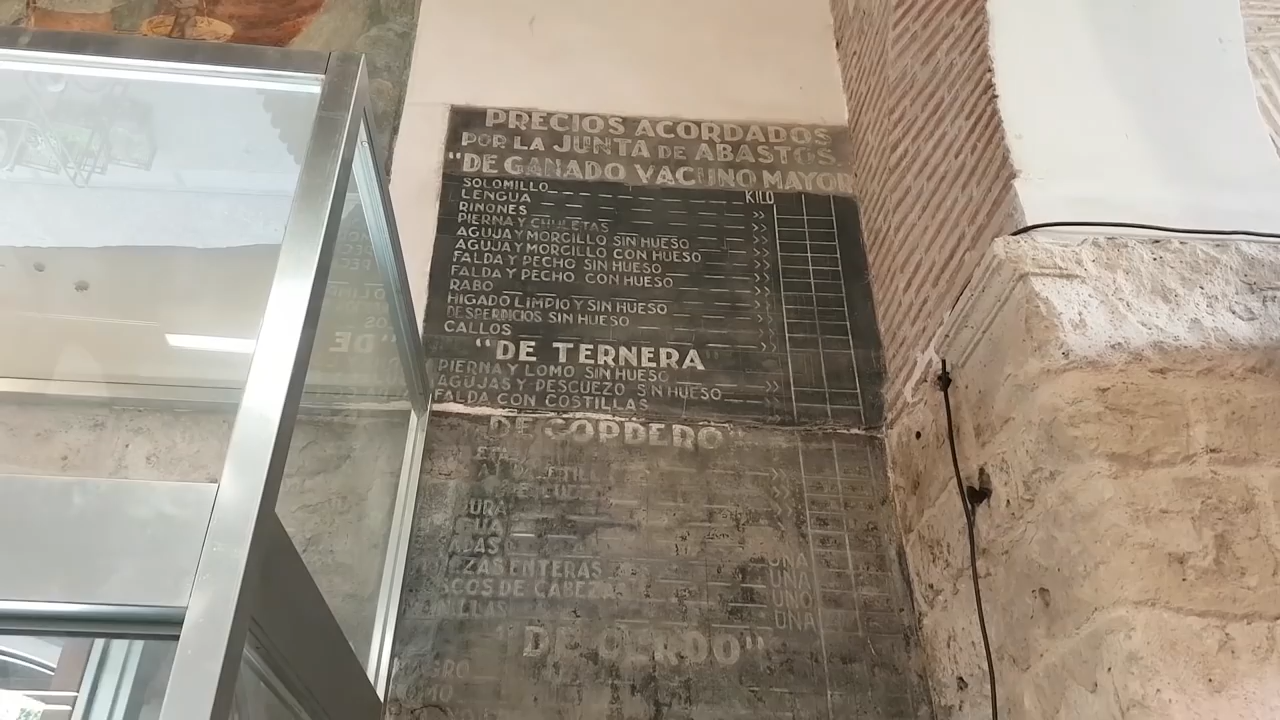 PRECIOS ACORDADOS
POR LA JUNTA DE ABASTOS
"DE GANADO VACUNO MAYOR
SOLOMILLO KILO
LENGUA »
RIÑONES »
PIERNA Y CHULETAS »
AGUJA Y MORCILLO SIN HUESO »
AGUJA Y MORCILLO CON HUESO »
FALDA Y PECHO SIN HUESO »
FALDA Y PECHO CON HUESO »
RABO »
HIGADO LIMPIO Y SIN HUESO »
DESPERDICIOS SIN HUESO »
CALLOS »
"DE TERNERA"
PIERNA Y LOMO SIN HUESO »
AGUJAS Y PESCUEZO SIN HUESO »
FALDA CON COSTILLAS »
DE CORDERO"
ENTERAS UNA
DE CABEZA UNA
UNO
UNA
"DE CERDO"